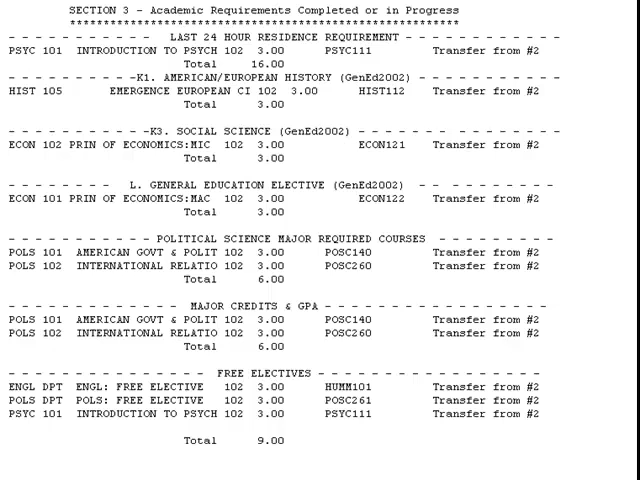 SECTION 3 - Academic Requirements Completed or in Progress
**********************************************************
- - - - - - - - - - - - LAST 24 HOUR RESIDENCE REQUIREMENT - - - - - - - - - - - -
PSYC 101 INTRODUCTION TO PSYCH 102 3.00 PSYC111 Transfer from #2
Total 16.00
- - - - - - - - - -K1. AMERICAN/EUROPEAN HISTORY (GenEd2002) - - - - - - - - - - -
HIST 105 EMERGENCE EUROPEAN CI 102 3.00 HIST112 Transfer from #2
Total 3.00
- - - - - - - - - - -K3. SOCIAL SCIENCE (GenEd2002) - - - - - - - - - - - - - - -
ECON 102 PRIN OF ECONOMICS:MIC 102 3.00 ECON121 Transfer from #2
Total 3.00
- - - - - - - - L. GENERAL EDUCATION ELECTIVE (GenEd2002) - - - - - - - - - -
ECON 101 PRIN OF ECONOMICS:MAC 102 3.00 ECON122 Transfer from #2
Total 3.00
- - - - - - - - - - - POLITICAL SCIENCE MAJOR REQUIRED COURSES - - - - - - - - -
POLS 101 AMERICAN GOVT & POLIT 102 3.00 POSC140 Transfer from #2
POLS 102 INTERNATIONAL RELATIO 102 3.00 POSC260 Transfer from #2
Total 6.00
- - - - - - - - - - - - - MAJOR CREDITS & GPA - - - - - - - - - - - - - - - - -
POLS 101 AMERICAN GOVT & POLIT 102 3.00 POSC140 Transfer from #2
POLS 102 INTERNATIONAL RELATIO 102 3.00 POSC260 Transfer from #2
Total 6.00
- - - - - - - - - - - - - - - FREE ELECTIVES - - - - - - - - - - - - - - - - -
ENGL DPT ENGL: FREE ELECTIVE 102 3.00 HUMM101 Transfer from #2
POLS DPT POLS: FREE ELECTIVE 102 3.00 POSC261 Transfer from #2
PSYC 101 INTRODUCTION TO PSYCH 102 3.00 PSYC111 Transfer from #2
Total 9.00